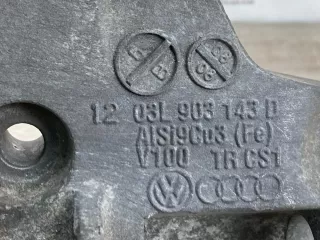 12 03L 903 143 D
AlSi9Cu3 (Fe)
V100 TR CS1